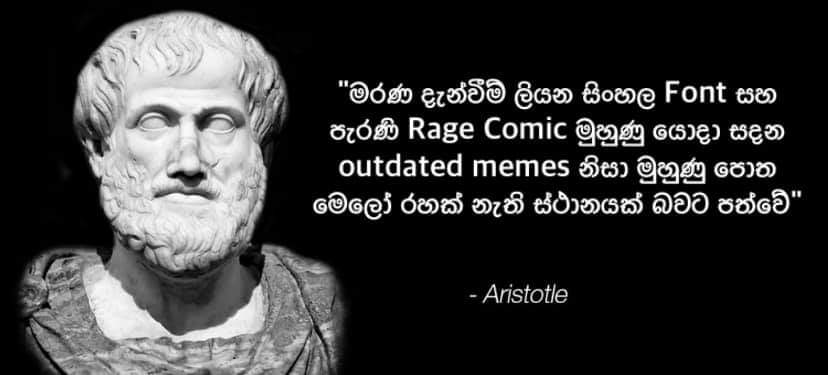 "මරණ දැන්වීම් ලියන සිංහල Font සහ
පැරණි Rage Comic මුහුණු යොදා සදන
outdated memes නිසා මුහුණු පොත
මෙලෝ රහක් නැති ස්ථානයක් බවට පත්වේ"
- Aristotle